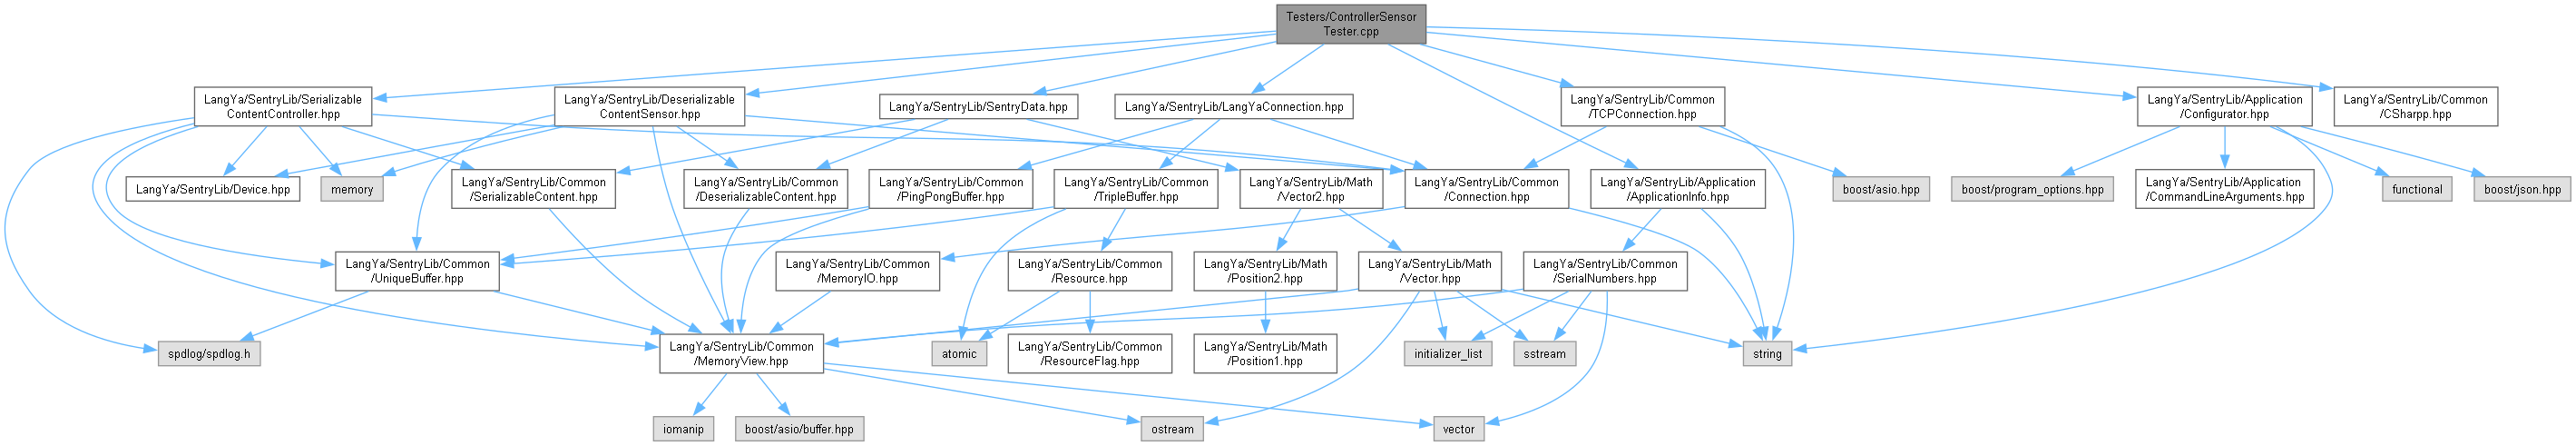 Testers/ControllerSensor
Tester.cpp
LangYa/SentryLib/Serializable
ContentController.hpp
LangYa/SentryLib/Deserializable
ContentSensor.hpp
LangYa/SentryLib/SentryData.hpp
LangYa/SentryLib/LangYaConnection.hpp
LangYa/SentryLib/Common
/TCPConnection.hpp
LangYa/SentryLib/Application
/Configurator.hpp
LangYa/SentryLib/Common
/CSharpp.hpp
LangYa/SentryLib/Device.hpp
memory
LangYa/SentryLib/Common
/SerializableContent.hpp
LangYa/SentryLib/Common
/DeserializableContent.hpp
LangYa/SentryLib/Common
/PingPongBuffer.hpp
LangYa/SentryLib/Common
/TripleBuffer.hpp
LangYa/SentryLib/Math
/Vector2.hpp
LangYa/SentryLib/Common
/Connection.hpp
LangYa/SentryLib/Application
/ApplicationInfo.hpp
boost/asio.hpp
boost/program_options.hpp
LangYa/SentryLib/Application
/CommandLineArguments.hpp
functional
boost/json.hpp
LangYa/SentryLib/Common
/UniqueBuffer.hpp
LangYa/SentryLib/Common
/MemoryIO.hpp
LangYa/SentryLib/Common
/Resource.hpp
LangYa/SentryLib/Math
/Position2.hpp
LangYa/SentryLib/Math
/Vector.hpp
LangYa/SentryLib/Common
/SerialNumbers.hpp
spdlog/spdlog.h
LangYa/SentryLib/Common
/MemoryView.hpp
atomic
LangYa/SentryLib/Common
/ResourceFlag.hpp
LangYa/SentryLib/Math
/Position1.hpp
initializer_list
sstream
string
iomanip
boost/asio/buffer.hpp
ostream
vector